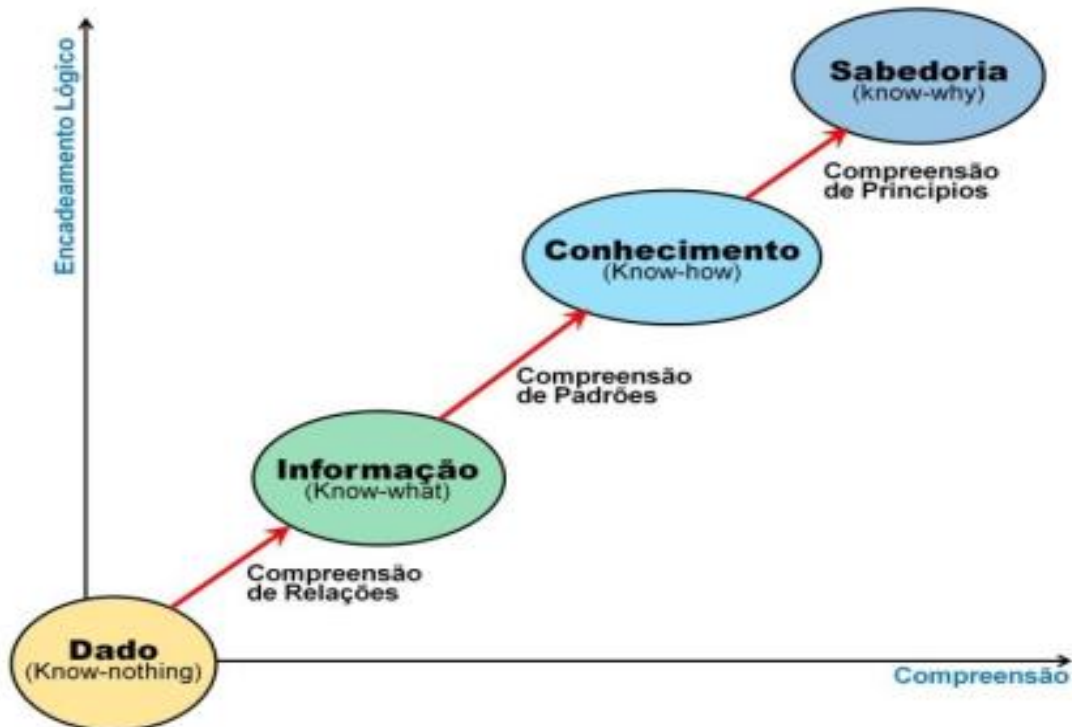 Encadeamento Lógico
Sabedoria
(know-why)
Compreensão
de Principios
Conhecimento
(Know-how)
Compreensão
de Padrões
Informação
(Know-what)
Compreensão
de Relações
Dado
(Know-nothing)
Compreensão